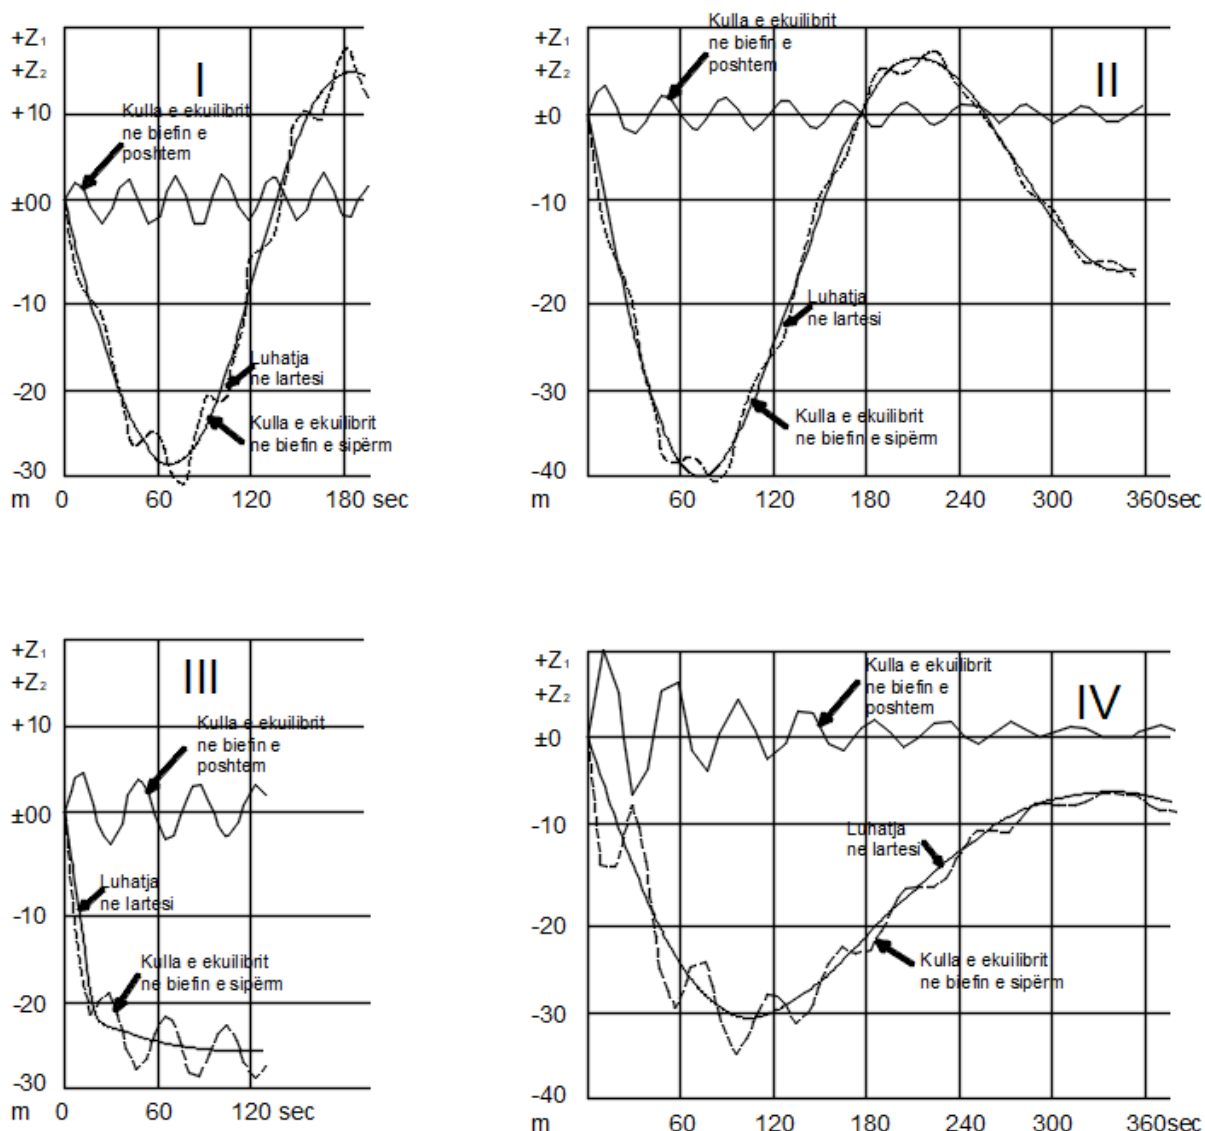 +Z₁
+Z₂
I
+10
Kulla e ekuilibrit
ne biefin e
poshtem
±00
-10
-20
Luhatja
ne lartesi
Kulla e ekuilibrit
ne biefin e sipërm
-30
m 0 60 120 180 sec
+Z₁
+Z₂
Kulla e ekuilibrit
ne biefin e
poshtem
II
±0
-10
-20
Luhatja
ne lartesi
-30
Kulla e ekuilibrit
ne biefin e sipërm
-40
m 60 120 180 240 300 360sec
+Z₁
+Z₂
III
+10
Kulla e ekuilibrit
ne biefin e
poshtem
±00
Luhatja
ne lartesi
-10
Kulla e ekuilibrit
ne biefin e sipërm
-20
-30
m 0 60 120 sec
+Z₁
+Z₂
Kulla e ekuilibrit
ne biefin e
poshtem
IV
±0
-10
Luhatja
ne lartesi
-20
Kulla e ekuilibrit
ne biefin e sipërm
-30
-40
m 60 120 180 240 300 360sec